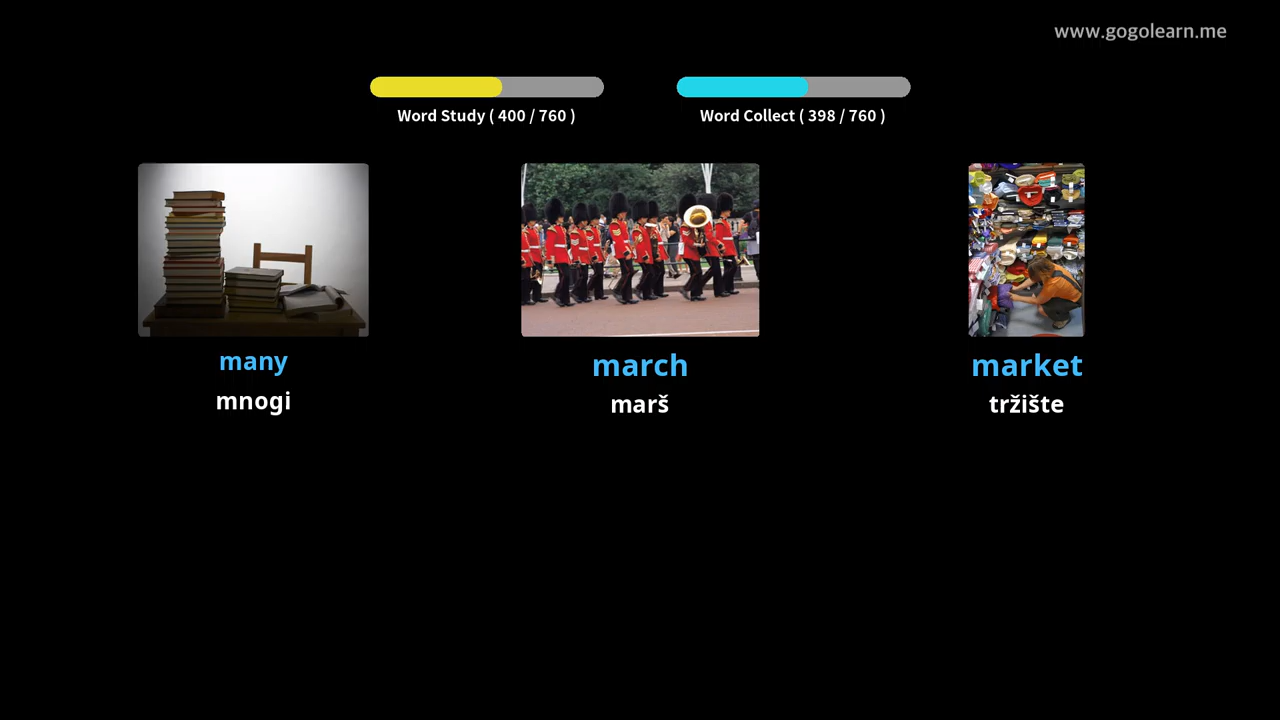 www.gogolearn.me
Word Study ( 400 / 760 )
Word Collect ( 398 / 760 )
many
march
market
mnogi
marš
tržište